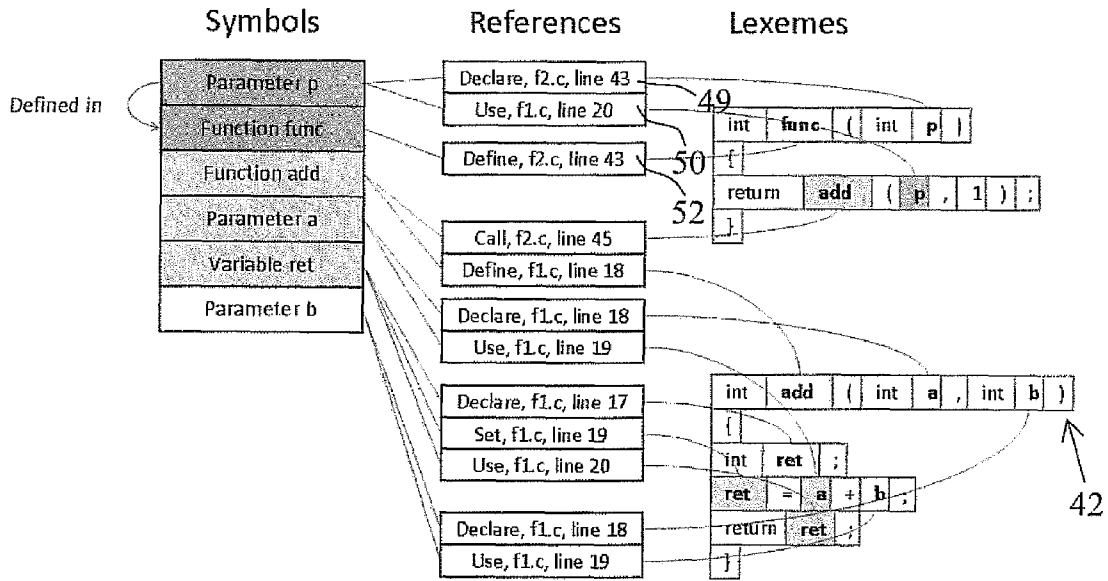 Symbols References Lexemes
Defined in
Parameter p
Function func
Function add
Parameter a
Variable ret
Parameter b
Declare, f2.c, line 43
Use, f1.c, line 20
Define, f2.c, line 43
Call, f2.c, line 45
Define, f1.c, line 18
Declare, f1.c, line 18
Use, f1.c, line 19
Declare, f1.c, line 17
Set, f1.c, line 19
Use, f1.c, line 20
Declare, f1.c, line 18
Use, f1.c, line 19
49
50
52
int func ( int p )
{
return add ( p , 1 ) ;
}
int add ( int a , int b )
{
int ret ;
ret = a + b ;
return ret ;
}
42